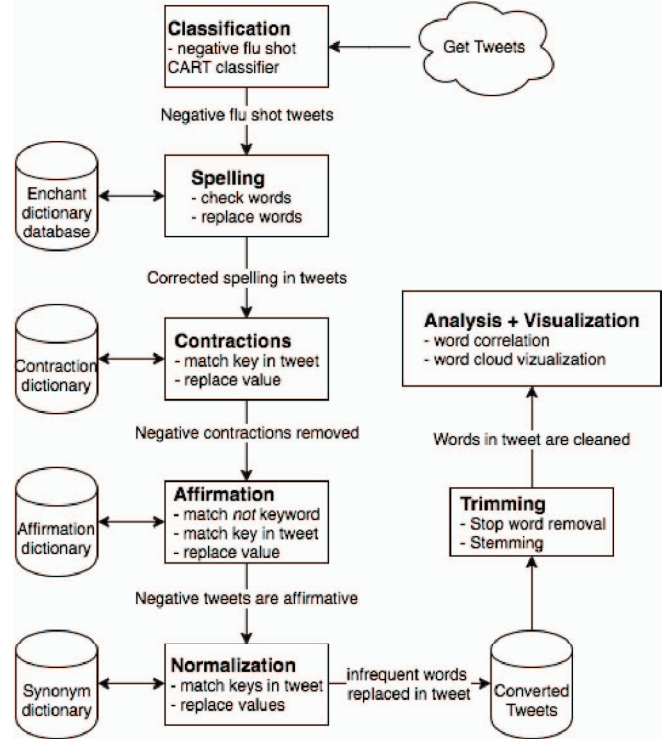 Classification
- negative flu shot
CART classifier
Get Tweets
Negative flu shot tweets
Enchant
dictionary
database
Spelling
- check words
- replace words
Corrected spelling in tweets
Contraction
dictionary
Contractions
- match key in tweet
- replace value
Negative contractions removed
Affirmation
dictionary
Affirmation
- match not keyword
- match key in tweet
- replace value
Negative tweets are affirmative
Synonym
dictionary
Normalization
- match keys in tweet
- replace values
infrequent words
replaced in tweet
Converted
Tweets
Trimming
- Stop word removal
- Stemming
Words in tweet are cleaned
Analysis + Visualization
- word correlation
- word cloud vizualization